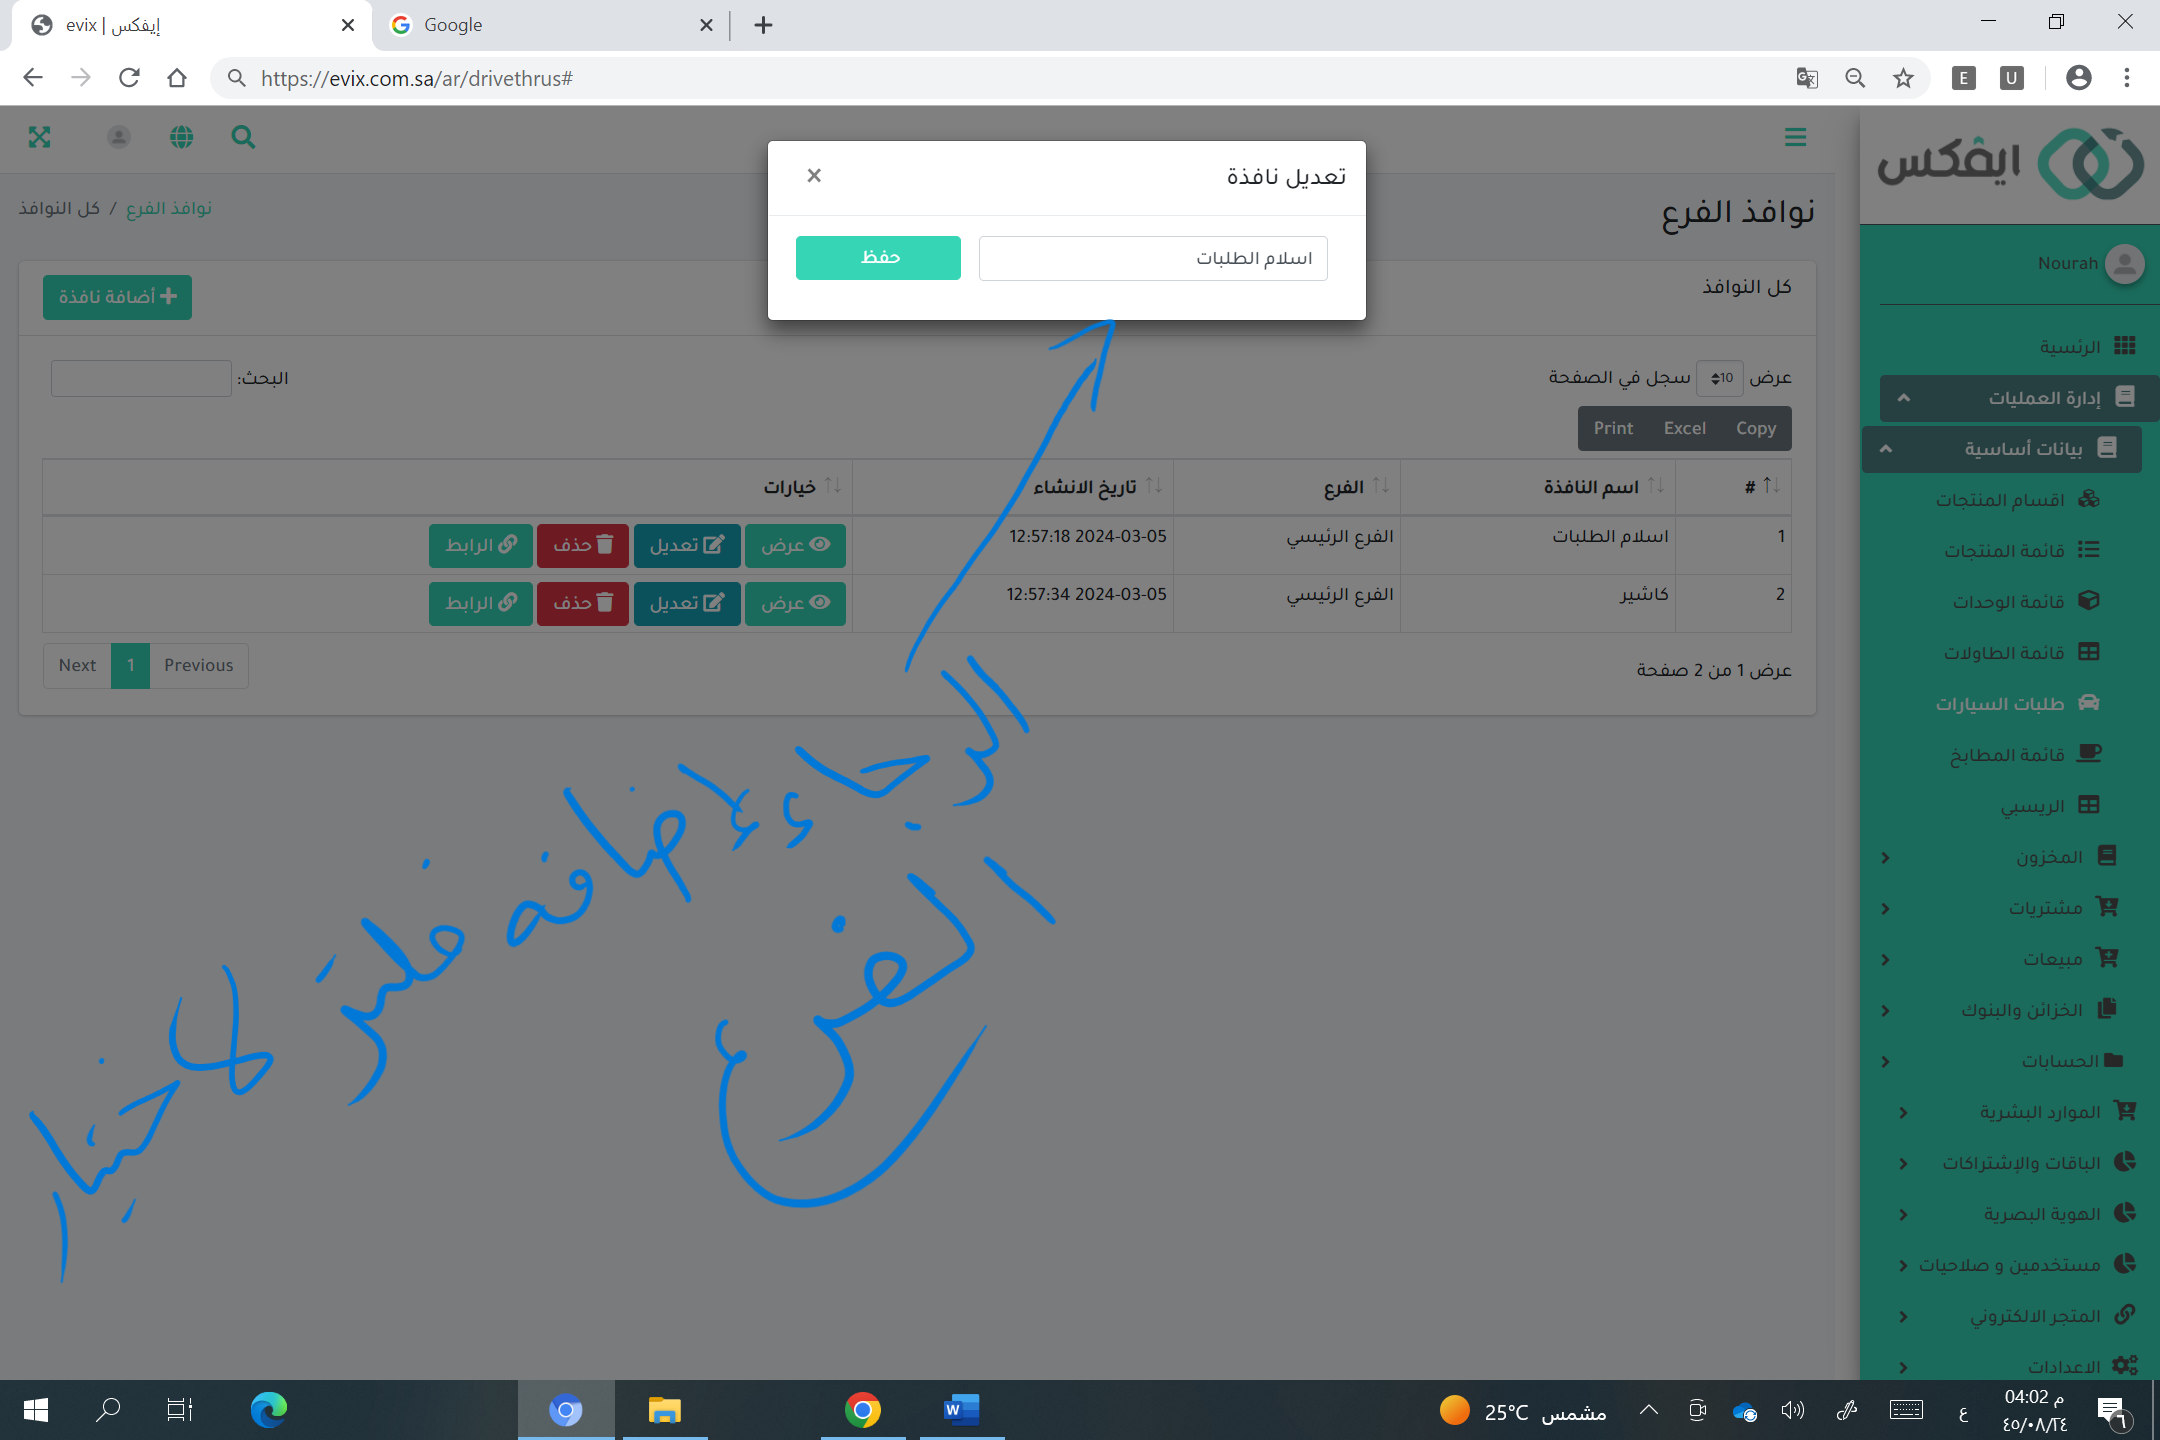 evix | إيفكس
Google
https://evix.com.sa/ar/drivethrus#
E
U
ايفكس
تعديل نافذة
×
اسلام الطلبات
حفظ
نوافذ الفرع
نوافذ الفرع / كل النوافذ
كل النوافذ
أضافة نافذة
عرض 10 سجل في الصفحة
البحث:
Print Excel Copy
# اسم النافذة الفرع تاريخ الانشاء خيارات
1 اسلام الطلبات الفرع الرئيسي 2024-03-05 12:57:18 عرض تعديل حذف الرابط
2 كاشير الفرع الرئيسي 2024-03-05 12:57:34 عرض تعديل حذف الرابط
عرض 1 من 2 صفحة
Next 1 Previous
الرجاء إضافه فلتر لاختيار
الفرع
Nourah
الرئسية
إدارة العمليات
بيانات أساسية
اقسام المنتجات
قائمة المنتجات
قائمة الوحدات
قائمة الطاولات
طلبات السيارات
قائمة المطابخ
الريسبي
المخزون
مشتريات
مبيعات
الخزائن والبنوك
الحسابات
الموارد البشرية
الباقات والإشتراكات
الهوية البصرية
مستخدمين و صلاحيات
المتجر الالكتروني
الاعدادات
25°C مشمس
ع
04:02 م
٤٥/٠٨/٢٤
٦